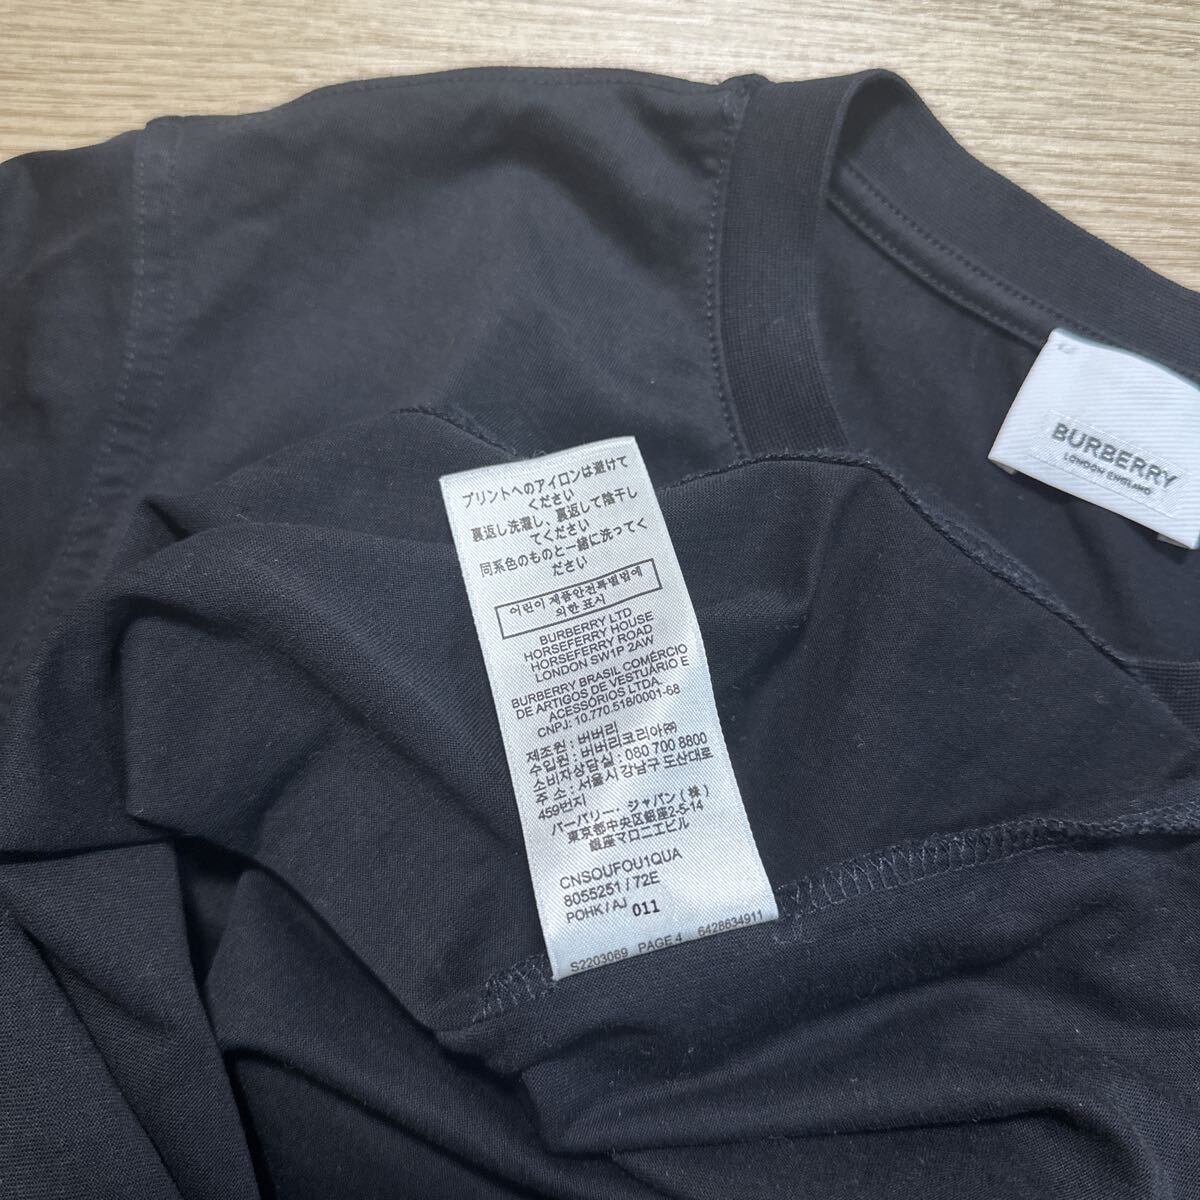 プリントへのアイロンは避けて
ください
裏返し洗濯し、裏返して陰干し
てください
同系色のものと一緒に洗ってく
ださい
어린이 제품안전특별법에
의한 표시
BURBERRY LTD
HORSEFERRY HOUSE
HORSEFERRY ROAD
LONDON SW1P 2AW
BURBERRY BRASIL COMERCIO
DE ARTIGOS DE VESTUARIO E
ACESSÓRIOS LTDA.
CNPJ: 10.770.518/0001-68
제조원 : 버버리
수입원 : 버버리코리아㈜
소비자상담실 : 080 700 8800
주 소 : 서울시 강남구 도산대로
459번지
バーバリー・ジャパン(株)
東京都中央区銀座2-5-14
銀座マロニエビル
CNSOUFOU1QUA
8055251 / 72E
POHK / AJ 011
S2203069 PAGE 4 6428634911
BURBERRY
LONDON ENGLAND